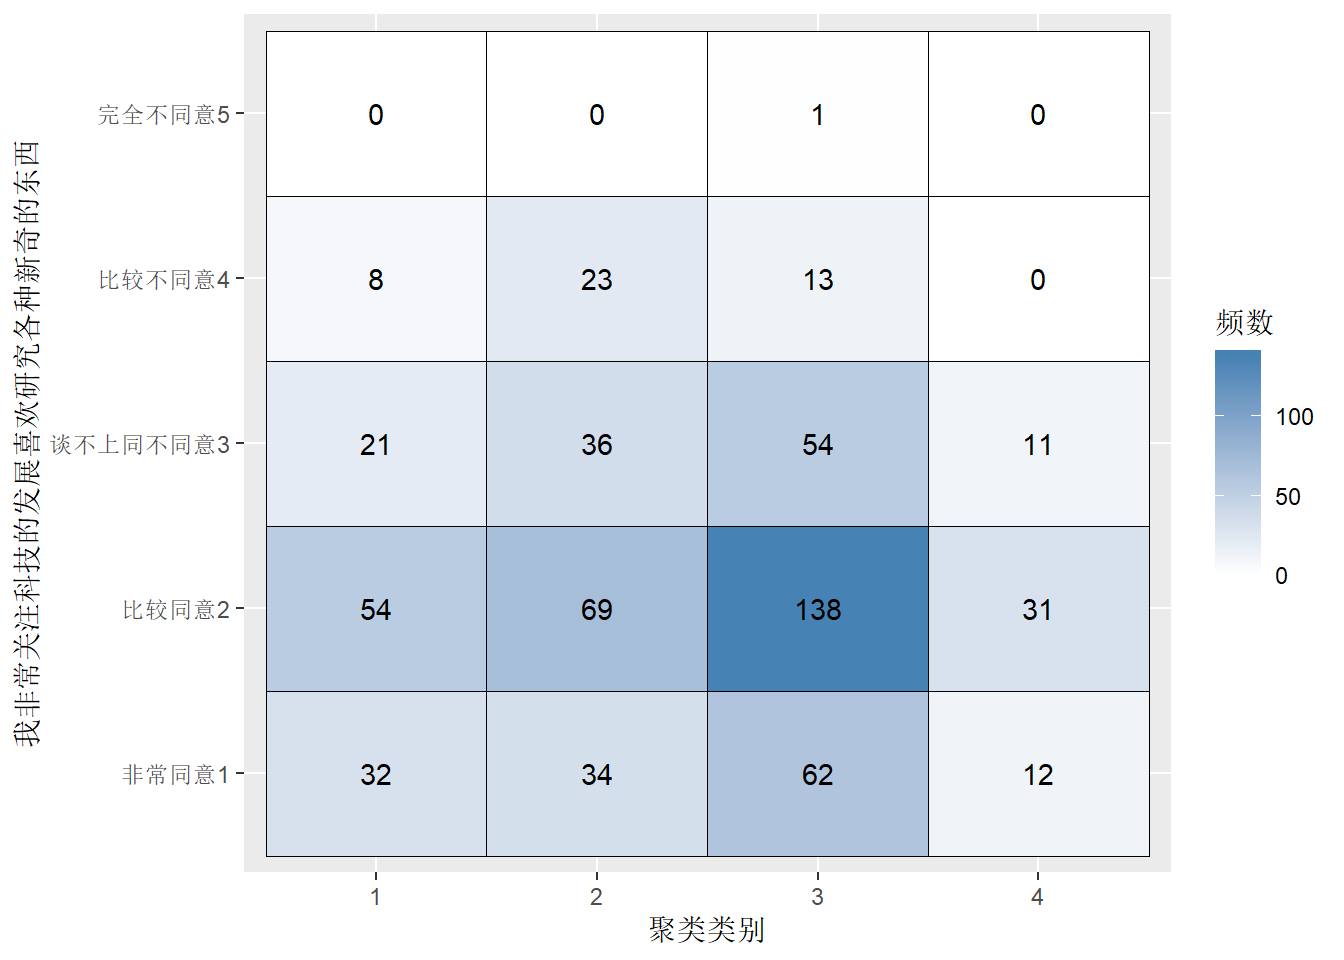 我非常关注科技的发展喜欢研究各种新奇的东西
完全不同意5
0 0 1 0
比较不同意4
8 23 13 0
谈不上同不同意3
21 36 54 11
比较同意2
54 69 138 31
非常同意1
32 34 62 12
1 2 3 4
聚类类别
频数
100
50
0